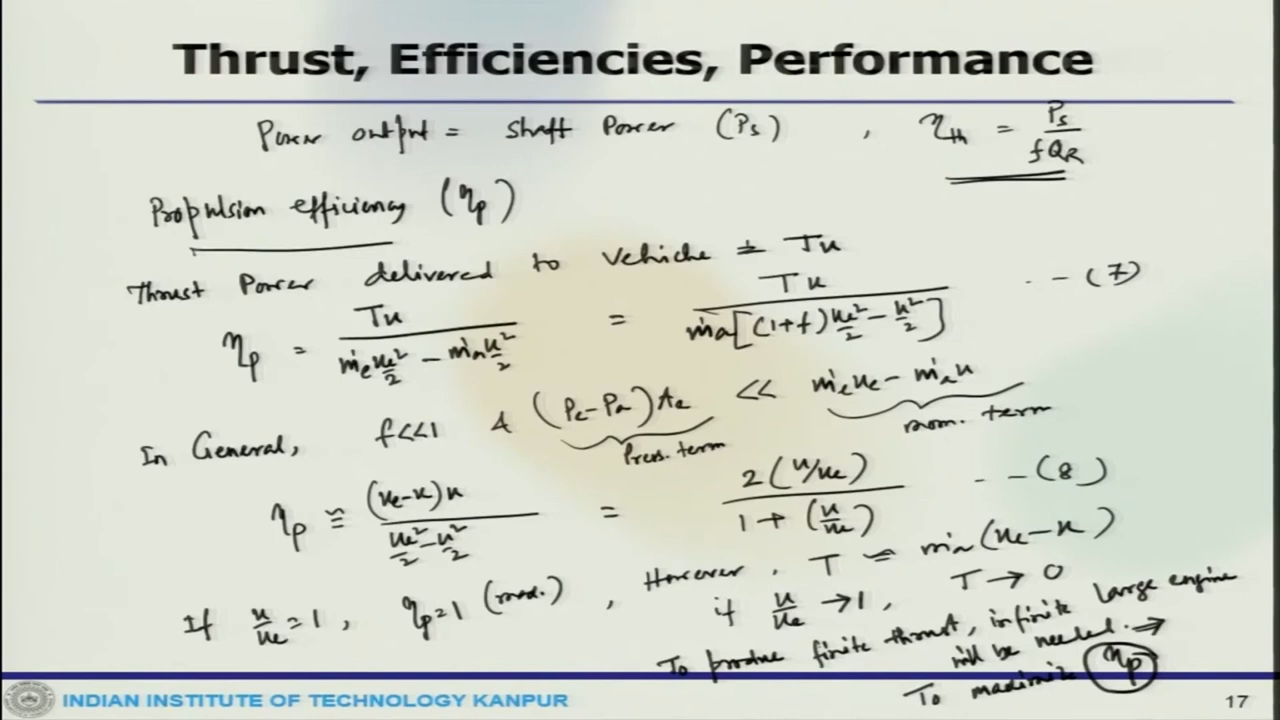 Thrust, Efficiencies, Performance
Power output = Shaft Power (Ps) , ηth = Ps / fQR
Propulsion efficiency (ηp)
Thrust Power delivered to vehicle = Tu
ηp = Tu / (ṁe ue²/2 − ṁa u²/2) = Tu / ṁa[(1+f) ue²/2 − u²/2] - - (7)
In General, f<<1 & (Pe−Pa)Ae << ṁeue − ṁau
Pres. term mom. term
ηp ≅ (ue−u)u / (ue²/2 − u²/2) = 2(u/ue) / 1+(u/ue) - - (8)
If u/ue = 1, ηp=1 (max.) , However, T ≃ ṁa(ue−u)
if u/ue → 1, T → 0
To produce finite thrust, infinite large engine
will be needed. ⇒
To maximize ηp
INDIAN INSTITUTE OF TECHNOLOGY KANPUR
17